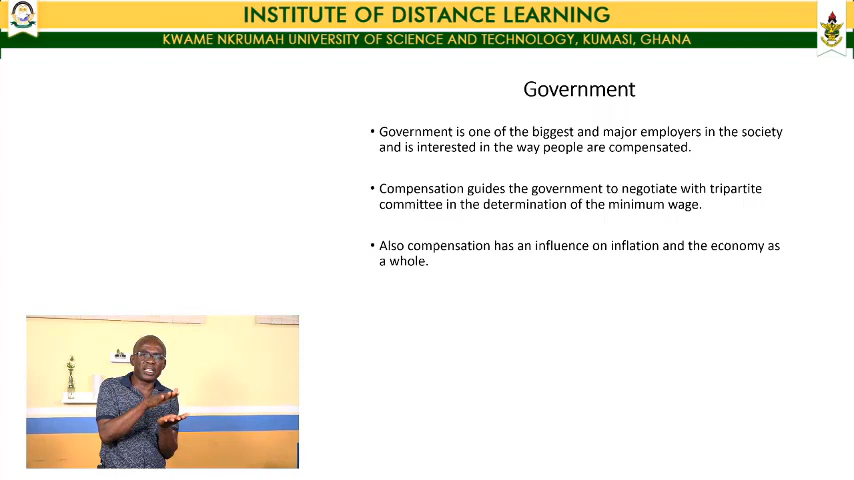 INSTITUTE OF DISTANCE LEARNING
KWAME NKRUMAH UNIVERSITY OF SCIENCE AND TECHNOLOGY, KUMASI, GHANA
Government
• Government is one of the biggest and major employers in the society
and is interested in the way people are compensated.
• Compensation guides the government to negotiate with tripartite
committee in the determination of the minimum wage.
• Also compensation has an influence on inflation and the economy as
a whole.